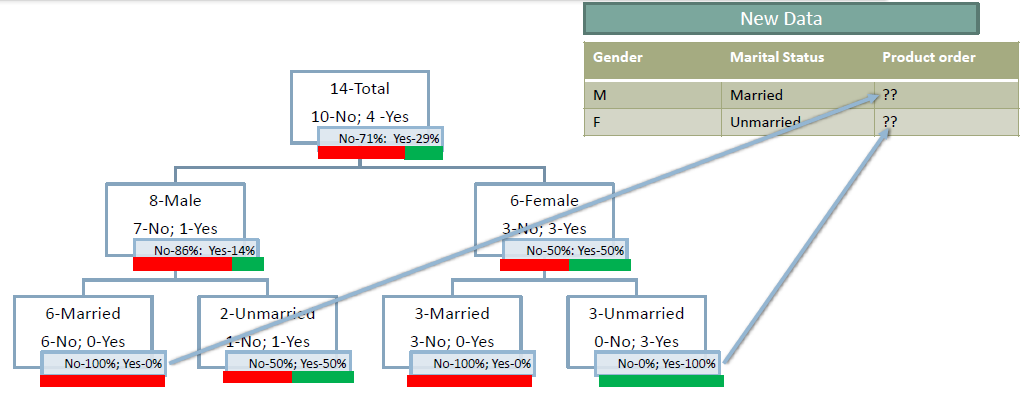 New Data
Gender Marital Status Product order
M Married ??
F Unmarried ??
14-Total
10-No; 4 -Yes
No-71%: Yes-29%
8-Male
7-No; 1-Yes
No-86%: Yes-14%
6-Female
3-No; 3-Yes
No-50%: Yes-50%
6-Married
6-No; 0-Yes
No-100%; Yes-0%
2-Unmarried
1-No; 1-Yes
No-50%; Yes-50%
3-Married
3-No; 0-Yes
No-100%; Yes-0%
3-Unmarried
0-No; 3-Yes
No-0%; Yes-100%